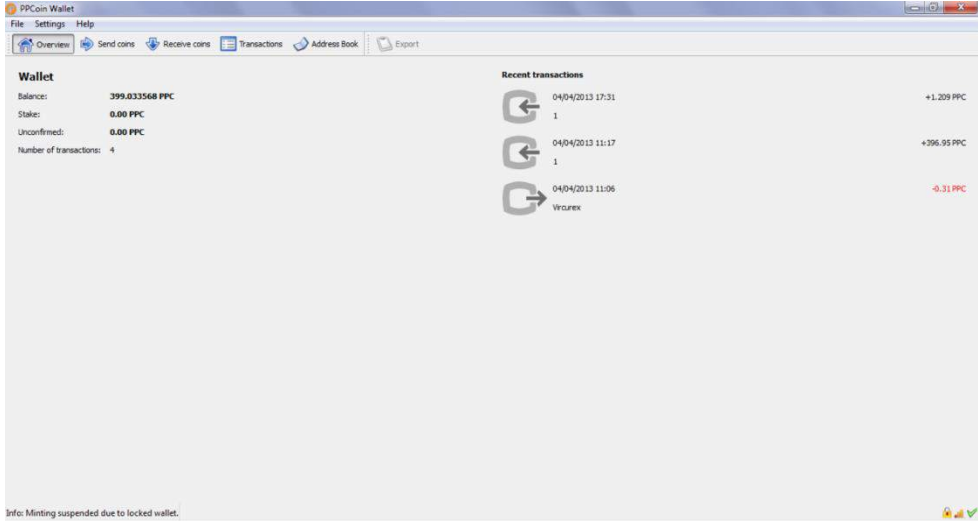 PPCoin Wallet
File Settings Help
Overview Send coins Receive coins Transactions Address Book Export
Wallet
Balance: 399.033568 PPC
Stake: 0.00 PPC
Unconfirmed: 0.00 PPC
Number of transactions: 4
Recent transactions
04/04/2013 17:31 +1.209 PPC
1
04/04/2013 11:17 +396.95 PPC
1
04/04/2013 11:06 -0.31 PPC
Vircurex
Info: Minting suspended due to locked wallet.